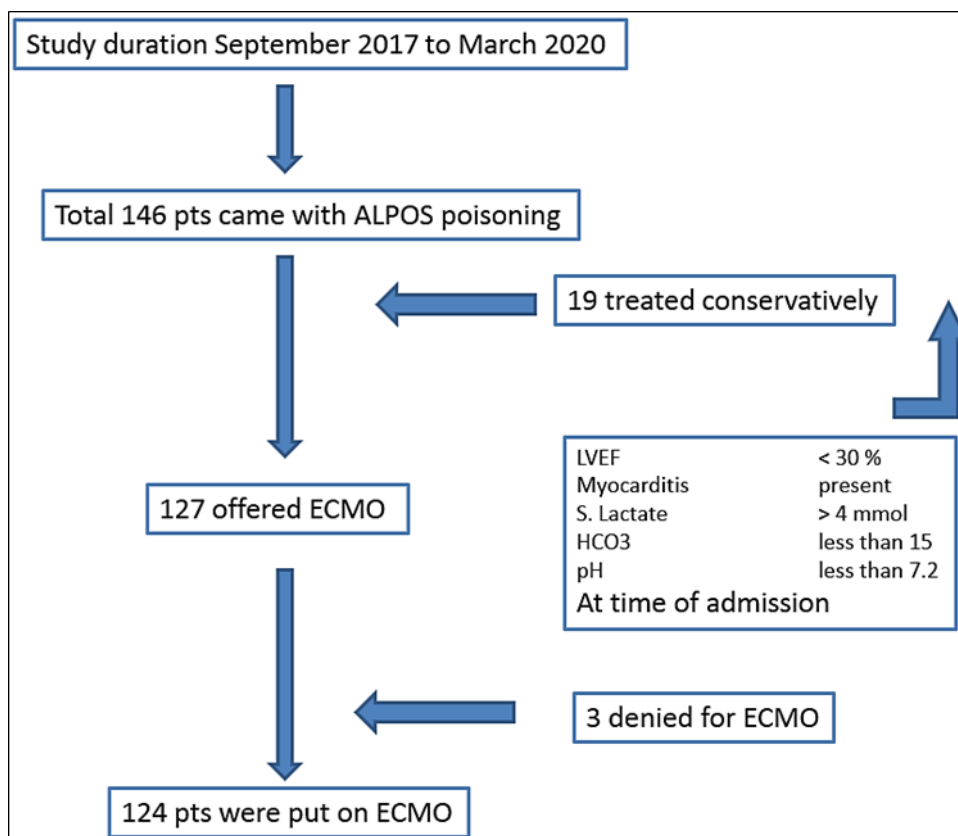 Study duration September 2017 to March 2020
Total 146 pts came with ALPOS poisoning
19 treated conservatively
LVEF < 30 %
Myocarditis present
S. Lactate > 4 mmol
HCO3 less than 15
pH less than 7.2
At time of admission
127 offered ECMO
3 denied for ECMO
124 pts were put on ECMO